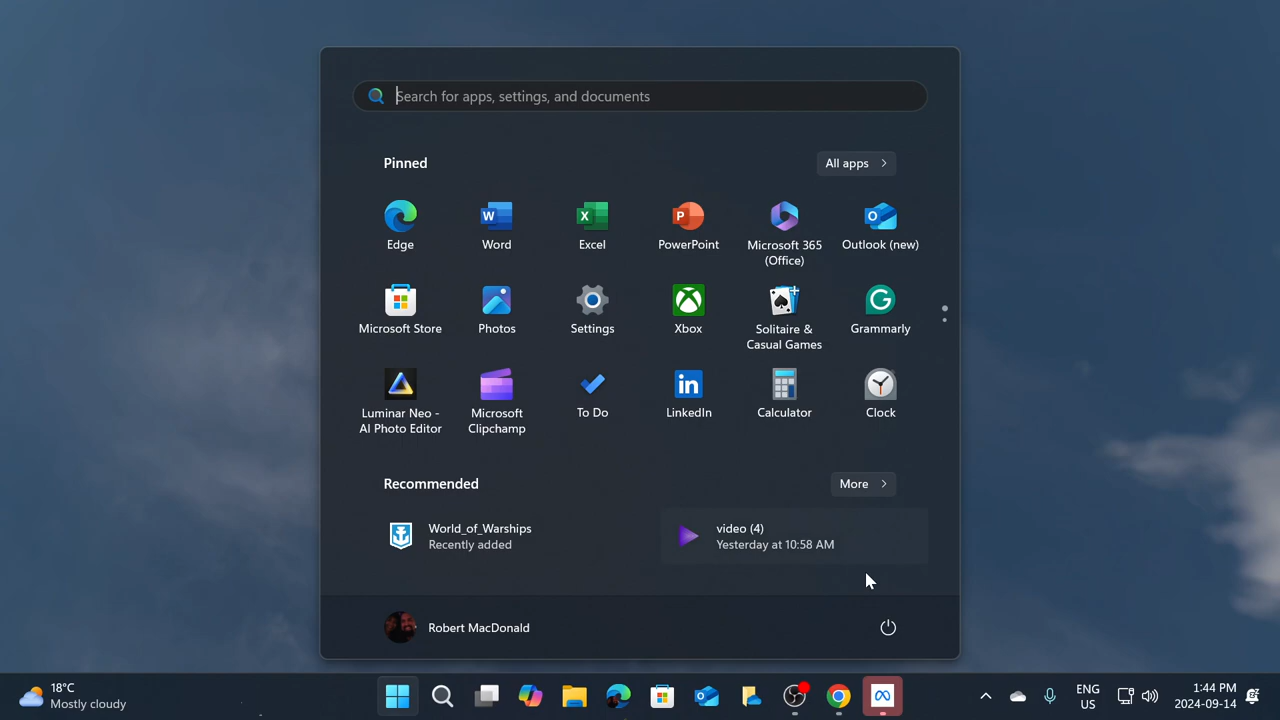 Search for apps, settings, and documents
Pinned
All apps
Edge
Word
Excel
PowerPoint
Microsoft 365
(Office)
Outlook (new)
Microsoft Store
Photos
Settings
Xbox
Solitaire &
Casual Games
Grammarly
Luminar Neo -
AI Photo Editor
Microsoft
Clipchamp
To Do
LinkedIn
Calculator
Clock
Recommended
More
World_of_Warships
Recently added
video (4)
Yesterday at 10:58 AM
Robert MacDonald
18°C
Mostly cloudy
ENG
US
1:44 PM
2024-09-14